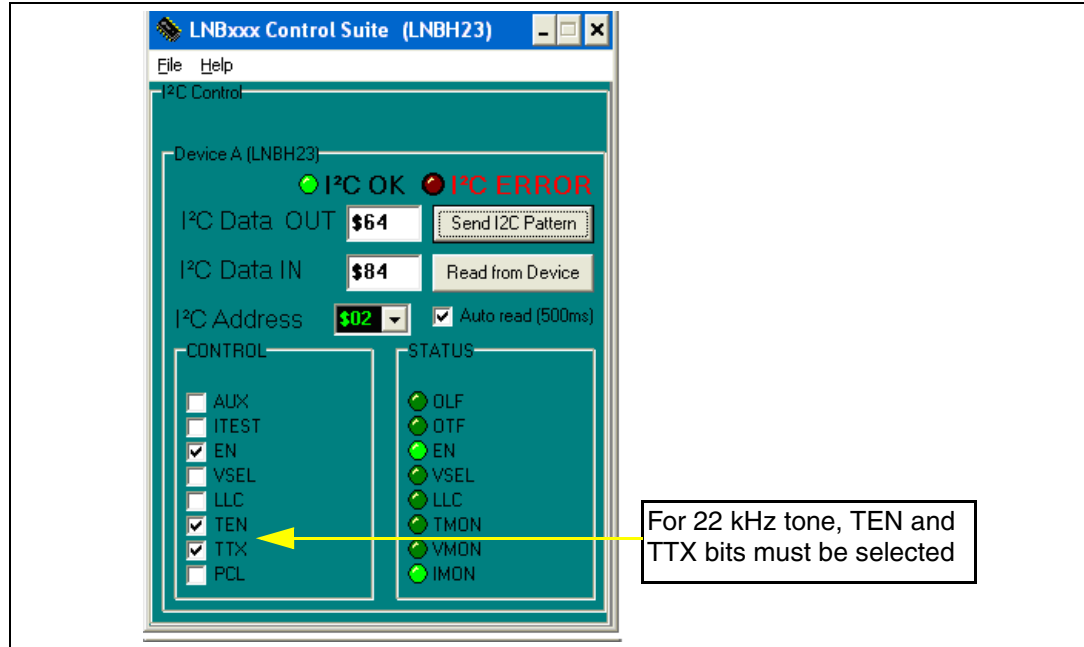 LNBxxx Control Suite (LNBH23)
File Help
I²C Control
Device A (LNBH23)
I²C OK I²C ERROR
I²C Data OUT $64 Send I2C Pattern
I²C Data IN $84 Read from Device
I²C Address $02 Auto read (500ms)
CONTROL STATUS
AUX OLF
ITEST OTF
EN EN
VSEL VSEL
LLC LLC
TEN TMON
TTX VMON
PCL IMON
For 22 kHz tone, TEN and
TTX bits must be selected